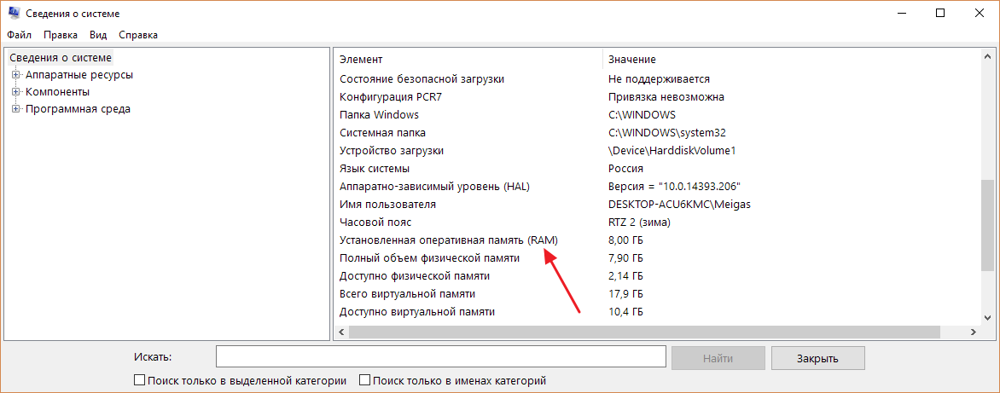 Сведения о системе
Файл Правка Вид Справка
Сведения о системе
Аппаратные ресурсы
Компоненты
Программная среда
Элемент Значение
Состояние безопасной загрузки Не поддерживается
Конфигурация PCR7 Привязка невозможна
Папка Windows C:\WINDOWS
Системная папка C:\WINDOWS\system32
Устройство загрузки \Device\HarddiskVolume1
Язык системы Россия
Аппаратно-зависимый уровень (HAL) Версия = "10.0.14393.206"
Имя пользователя DESKTOP-ACU6KMC\Meigas
Часовой пояс RTZ 2 (зима)
Установленная оперативная память (RAM) 8,00 ГБ
Полный объем физической памяти 7,90 ГБ
Доступно физической памяти 2,14 ГБ
Всего виртуальной памяти 17,9 ГБ
Доступно виртуальной памяти 10,4 ГБ
Искать: Найти Закрыть
Поиск только в выделенной категории Поиск только в именах категорий